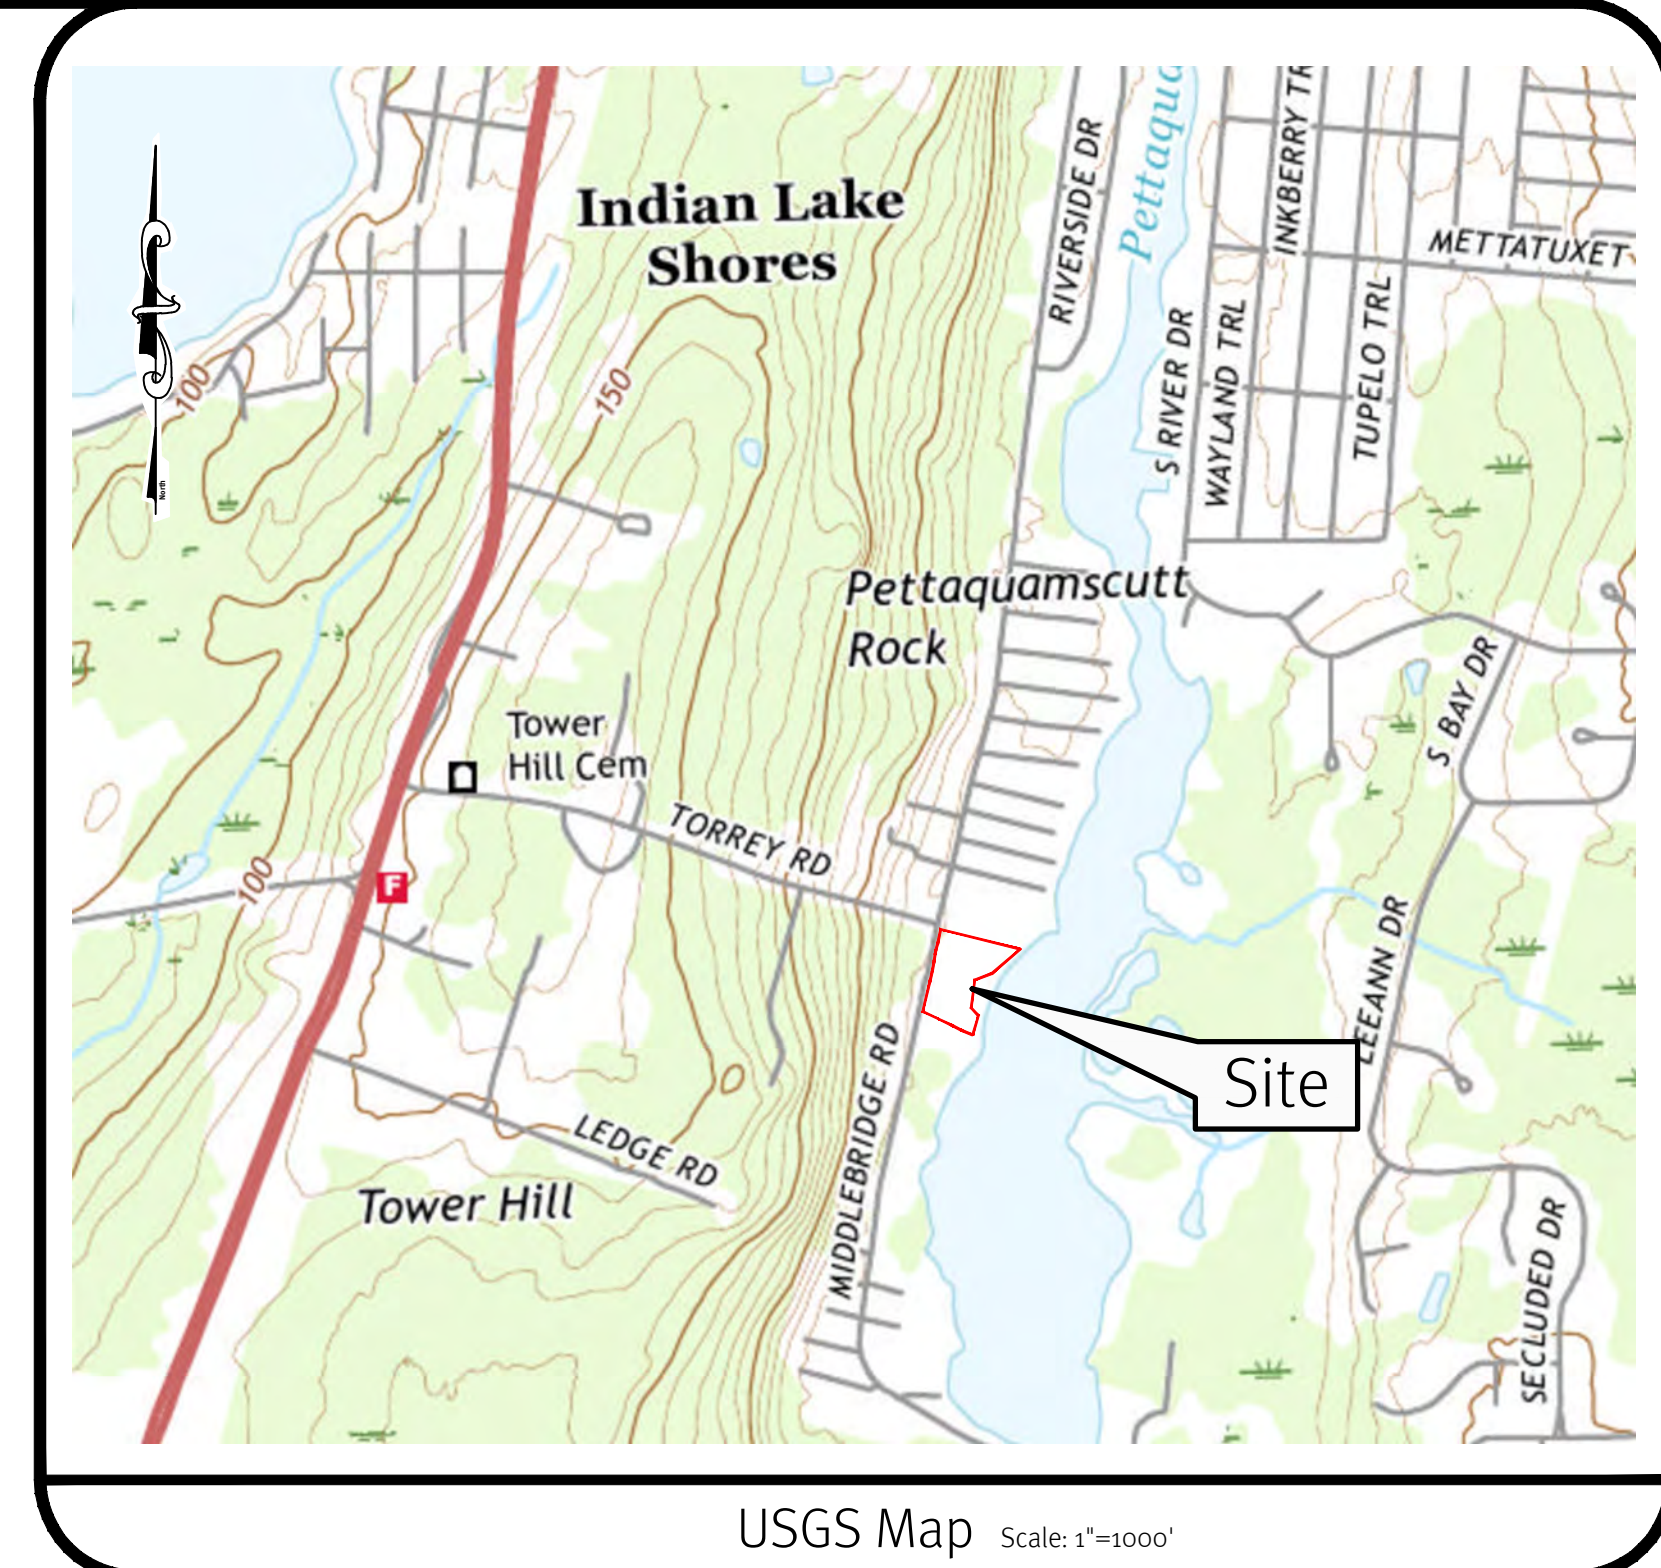 Pettaqua
RIVERSIDE DR
INKBERRY TR
Indian Lake
Shores
METTATUXET
North
100
150
S RIVER DR
WAYLAND TRL
TUPELO TRL
Pettaquamscutt
Rock
S BAY DR
Tower
Hill Cem
TORREY RD
100
F
LEEANN DR
MIDDLEBRIDGE RD
Site
LEDGE RD
Tower Hill
SECLUDED DR
USGS Map Scale: 1"=1000'